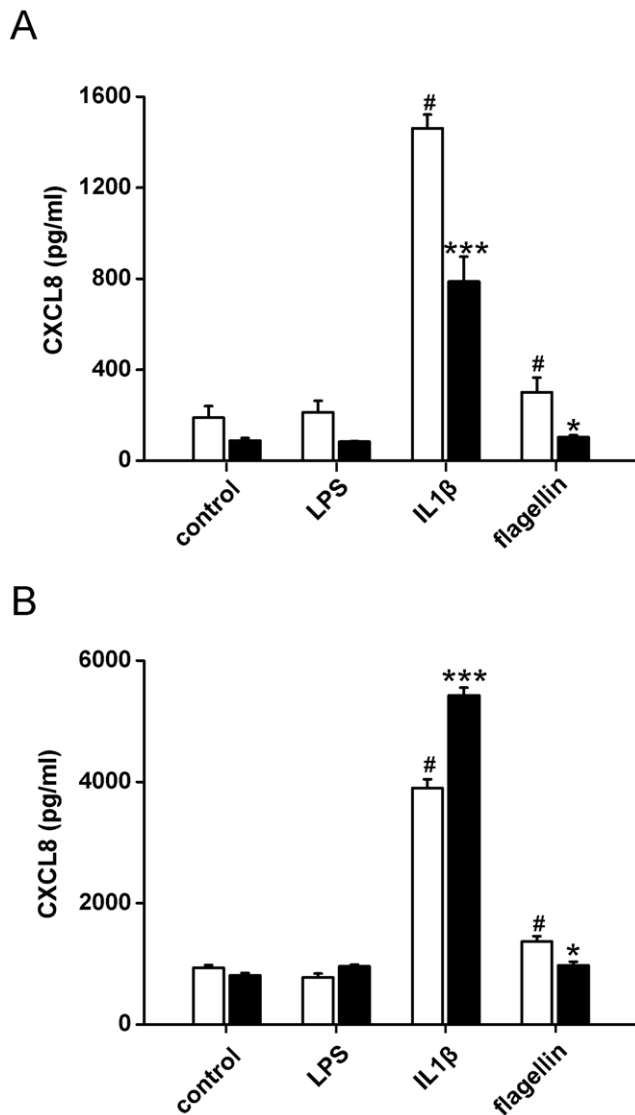 A
1600
1200
800
400
0
CXCL8 (pg/ml)
#
***
#
*
control
LPS
IL1β
flagellin
B
6000
4000
2000
0
CXCL8 (pg/ml)
#
***
#
*
control
LPS
IL1β
flagellin